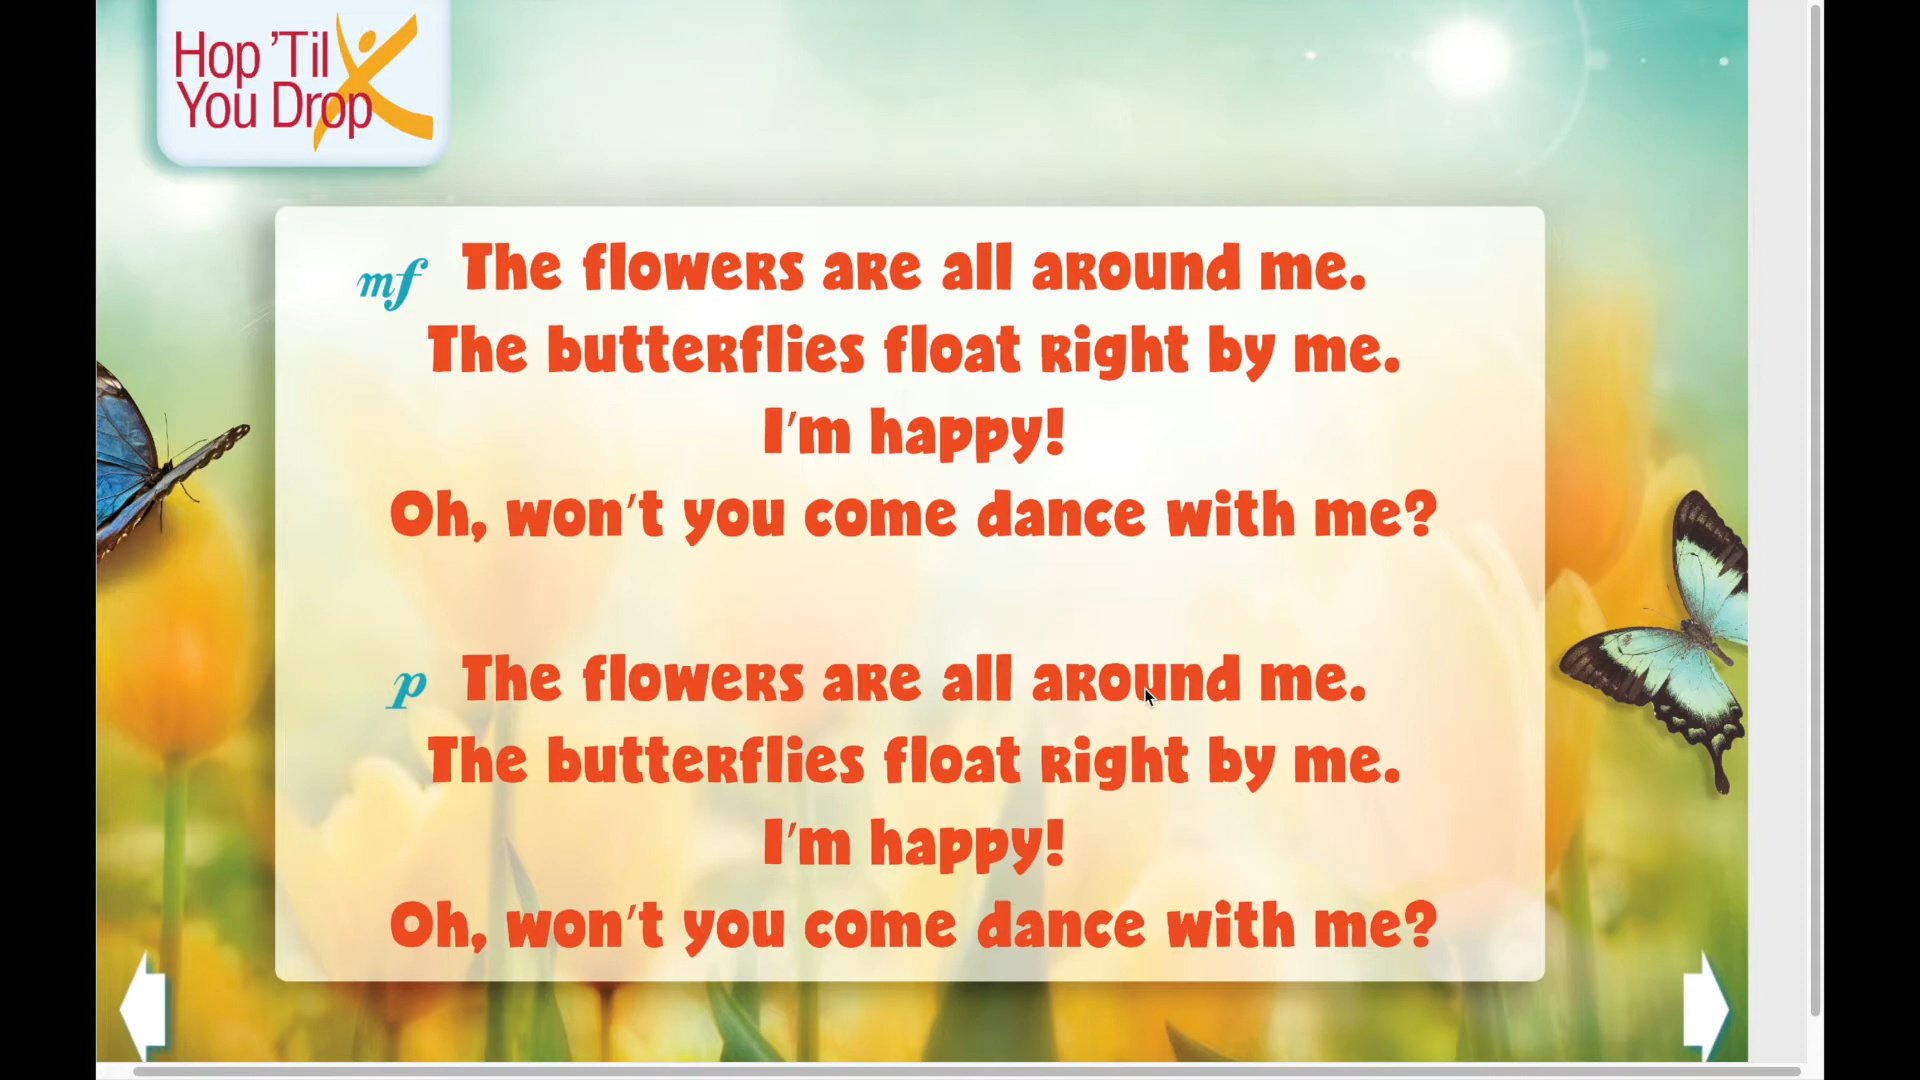 Hop ’Til
You Drop
mf The flowers are all around me.
The butterflies float right by me.
I'm happy!
Oh, won't you come dance with me?
p The flowers are all around me.
The butterflies float right by me.
I'm happy!
Oh, won't you come dance with me?